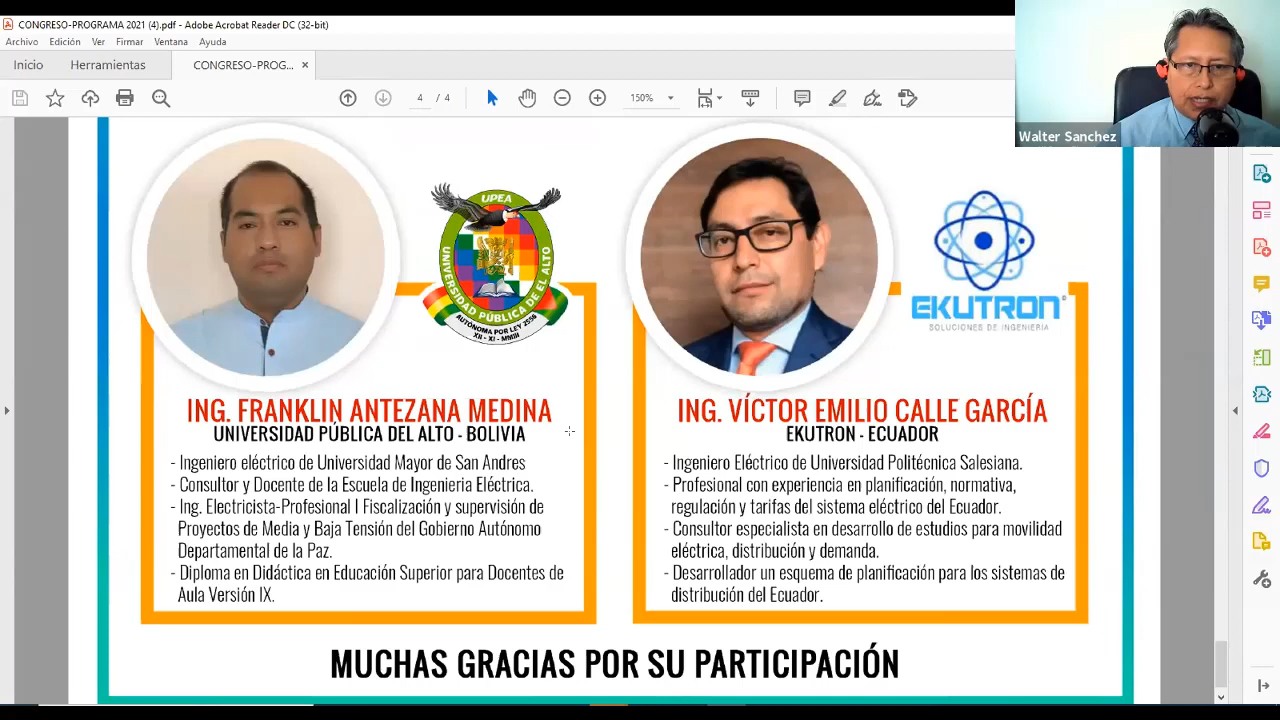 CONGRESO-PROGRAMA 2021 (4).pdf - Adobe Acrobat Reader DC (32-bit)
Archivo Edición Ver Firmar Ventana Ayuda
Inicio Herramientas CONGRESO-PROG... ×
4 / 4 150%
Walter Sanchez
UPEA
UNIVERSIDAD PÚBLICA DE EL ALTO
AUTÓNOMA POR LEY 2556
XII - XI - MMIII
EKUTRON
SOLUCIONES DE INGENIERÍA
ING. FRANKLIN ANTEZANA MEDINA
UNIVERSIDAD PÚBLICA DEL ALTO - BOLIVIA
- Ingeniero eléctrico de Universidad Mayor de San Andres
- Consultor y Docente de la Escuela de Ingenieria Eléctrica.
- Ing. Electricista-Profesional I Fiscalización y supervisión de
Proyectos de Media y Baja Tensión del Gobierno Autónomo
Departamental de la Paz.
- Diploma en Didáctica en Educación Superior para Docentes de
Aula Versión IX.
ING. VÍCTOR EMILIO CALLE GARCÍA
EKUTRON - ECUADOR
- Ingeniero Eléctrico de Universidad Politécnica Salesiana.
- Profesional con experiencia en planificación, normativa,
regulación y tarifas del sistema eléctrico del Ecuador.
- Consultor especialista en desarrollo de estudios para movilidad
eléctrica, distribución y demanda.
- Desarrollador un esquema de planificación para los sistemas de
distribución del Ecuador.
MUCHAS GRACIAS POR SU PARTICIPACIÓN